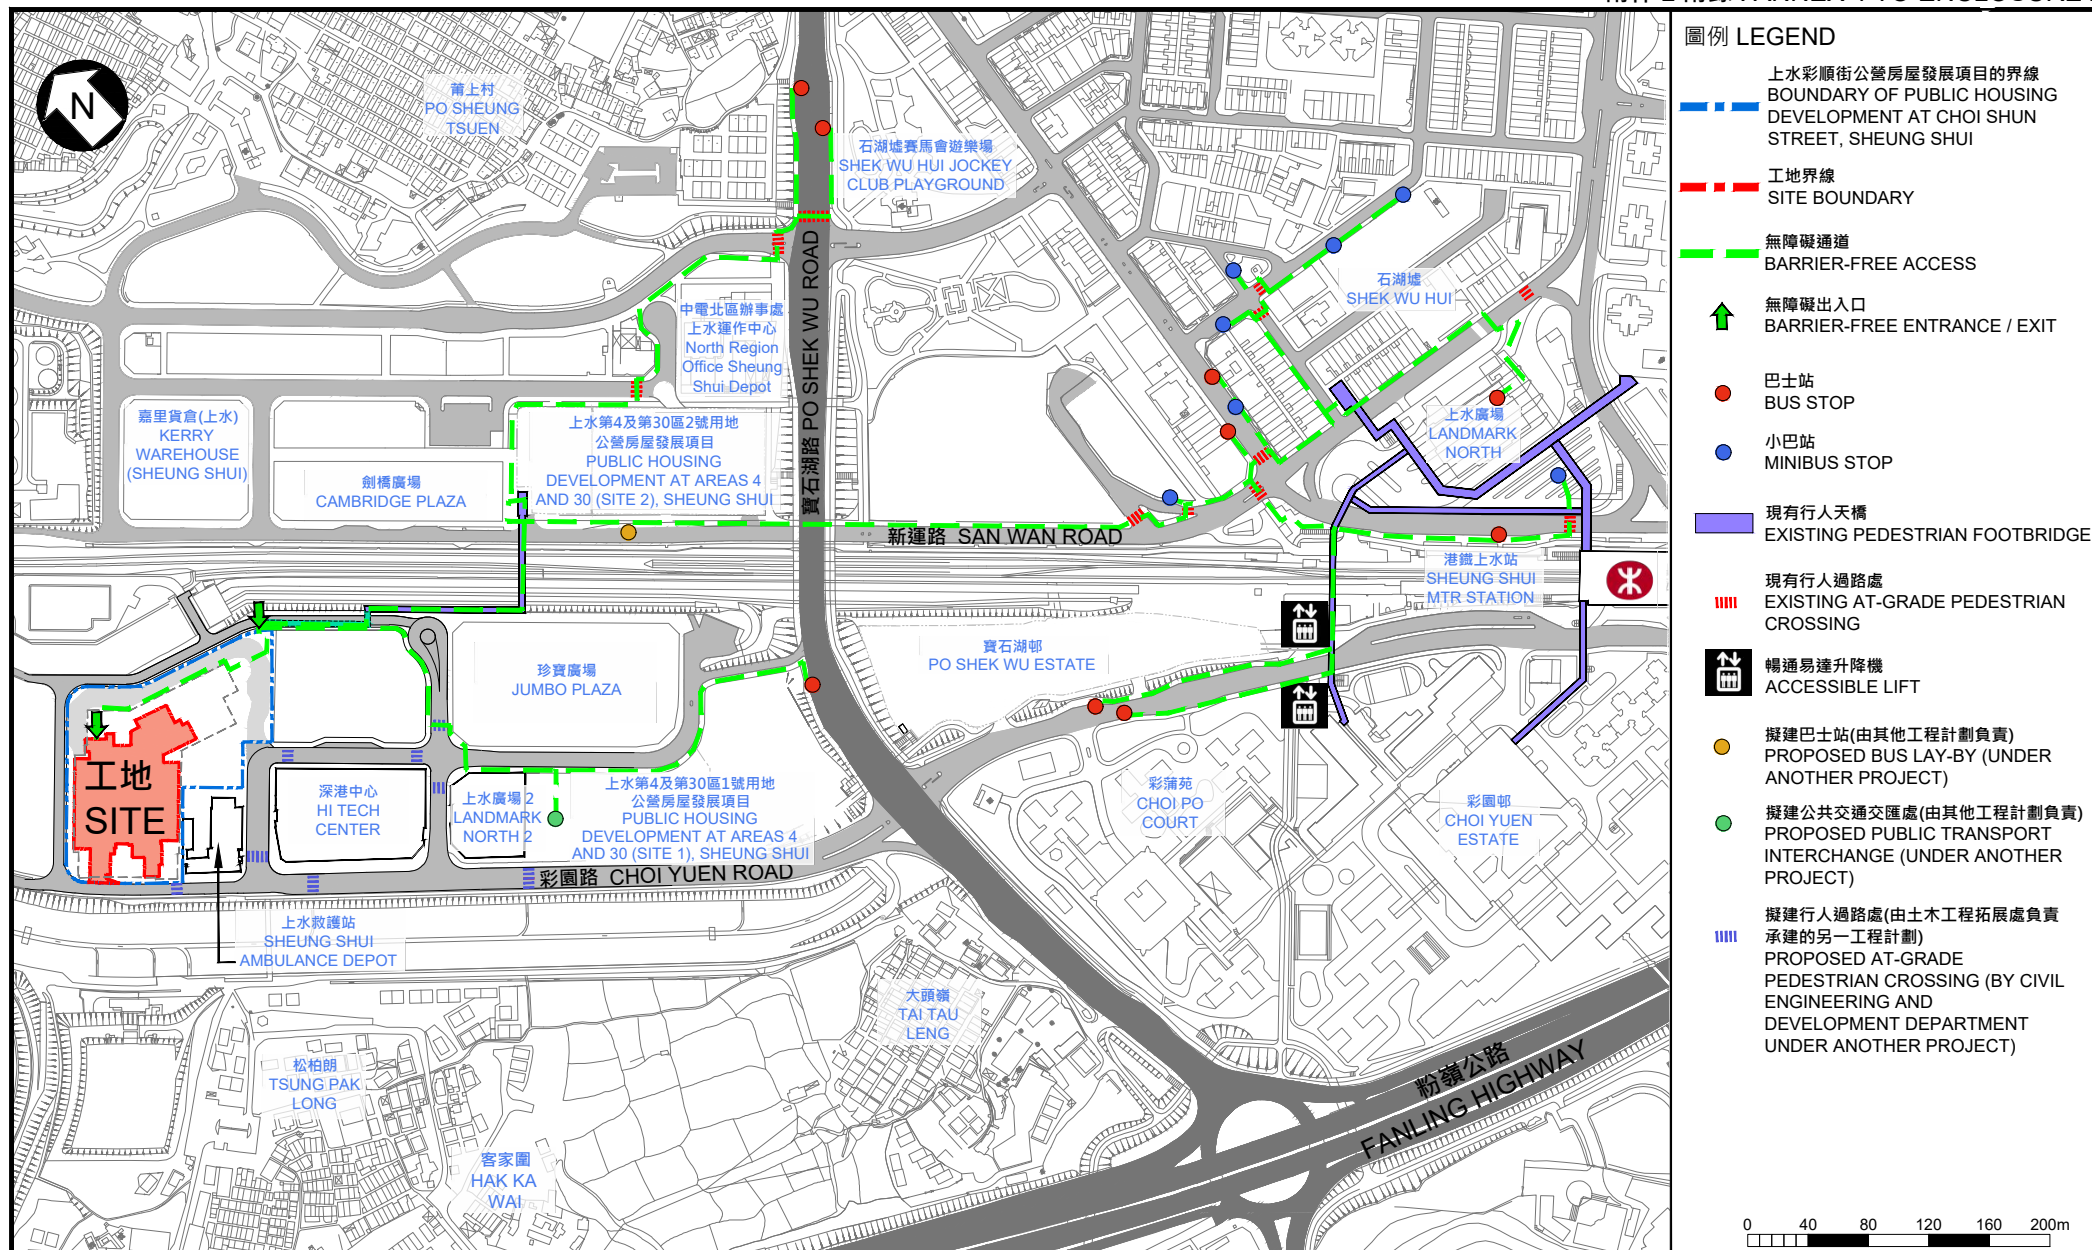 N
莆上村
PO SHEUNG
TSUEN
石湖墟賽馬會遊樂場
SHEK WU HUI JOCKEY
CLUB PLAYGROUND
寶石湖路 PO SHEK WU ROAD
石湖墟
SHEK WU HUI
中電北區辦事處
上水運作中心
North Region
Office Sheung
Shui Depot
嘉里貨倉(上水)
KERRY
WAREHOUSE
(SHEUNG SHUI)
劍橋廣場
CAMBRIDGE PLAZA
上水第4及第30區2號用地
公營房屋發展項目
PUBLIC HOUSING
DEVELOPMENT AT AREAS 4
AND 30 (SITE 2), SHEUNG SHUI
上水廣場
LANDMARK
NORTH
新運路 SAN WAN ROAD
港鐵上水站
SHEUNG SHUI
MTR STATION
珍寶廣場
JUMBO PLAZA
寶石湖邨
PO SHEK WU ESTATE
工地
SITE
深港中心
HI TECH
CENTER
上水廣場 2
LANDMARK
NORTH 2
上水第4及第30區1號用地
公營房屋發展項目
PUBLIC HOUSING
DEVELOPMENT AT AREAS 4
AND 30 (SITE 1), SHEUNG SHUI
彩蒲苑
CHOI PO
COURT
彩園邨
CHOI YUEN
ESTATE
彩園路 CHOI YUEN ROAD
上水救護站
SHEUNG SHUI
AMBULANCE DEPOT
大頭嶺
TAI TAU
LENG
松柏朗
TSUNG PAK
LONG
客家圍
HAK KA
WAI
粉嶺公路
FANLING HIGHWAY
圖例 LEGEND
上水彩順街公營房屋發展項目的界線
BOUNDARY OF PUBLIC HOUSING
DEVELOPMENT AT CHOI SHUN
STREET, SHEUNG SHUI
工地界線
SITE BOUNDARY
無障礙通道
BARRIER-FREE ACCESS
無障礙出入口
BARRIER-FREE ENTRANCE / EXIT
巴士站
BUS STOP
小巴站
MINIBUS STOP
現有行人天橋
EXISTING PEDESTRIAN FOOTBRIDGE
現有行人過路處
EXISTING AT-GRADE PEDESTRIAN
CROSSING
暢通易達升降機
ACCESSIBLE LIFT
擬建巴士站(由其他工程計劃負責)
PROPOSED BUS LAY-BY (UNDER
ANOTHER PROJECT)
擬建公共交通交匯處(由其他工程計劃負責)
PROPOSED PUBLIC TRANSPORT
INTERCHANGE (UNDER ANOTHER
PROJECT)
擬建行人過路處(由土木工程拓展處負責
承建的另一工程計劃)
PROPOSED AT-GRADE
PEDESTRIAN CROSSING (BY CIVIL
ENGINEERING AND
DEVELOPMENT DEPARTMENT
UNDER ANOTHER PROJECT)
0 40 80 120 160 200m